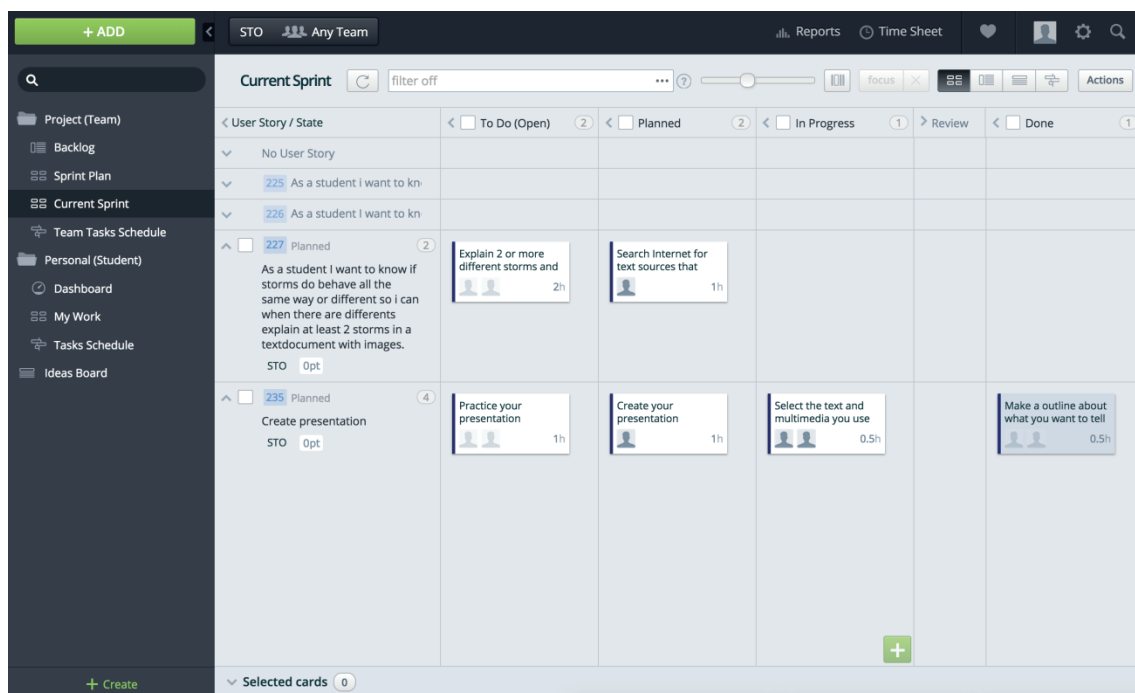 + ADD
STO Any Team
Reports
Time Sheet
Current Sprint
filter off
...
?
focus
Actions
Project (Team)
Backlog
Sprint Plan
Current Sprint
Team Tasks Schedule
Personal (Student)
Dashboard
My Work
Tasks Schedule
Ideas Board
+ Create
User Story / State
To Do (Open) 2
Planned 2
In Progress 1
Review
Done 1
No User Story
225 As a student i want to kn
226 As a student I want to kn
227 Planned 2
As a student I want to know if
storms do behave all the
same way or different so i can
when there are differents
explain at least 2 storms in a
textdocument with images.
STO 0pt
Explain 2 or more
different storms and
2h
Search Internet for
text sources that
1h
235 Planned 4
Create presentation
STO 0pt
Practice your
presentation
1h
Create your
presentation
1h
Select the text and
multimedia you use
0.5h
Make a outline about
what you want to tell
0.5h
+
Selected cards 0